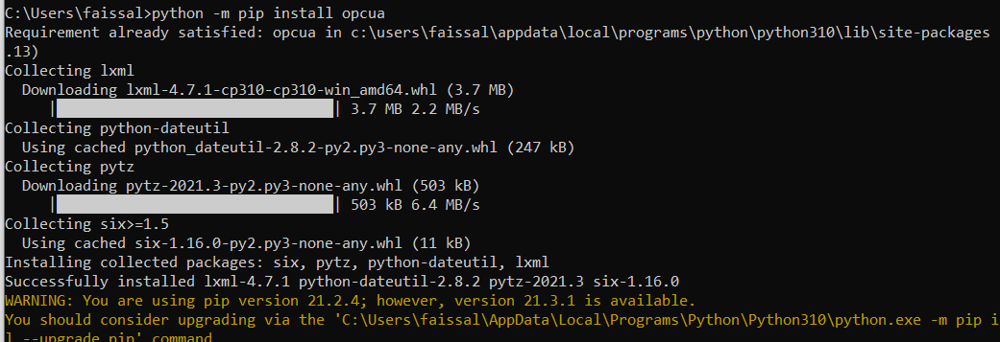 C:\Users\faissal>python -m pip install opcua
Requirement already satisfied: opcua in c:\users\faissal\appdata\local\programs\python\python310\lib\site-packages
.13)
Collecting lxml
  Downloading lxml-4.7.1-cp310-cp310-win_amd64.whl (3.7 MB)
     |████████████████████████████████| 3.7 MB 2.2 MB/s
Collecting python-dateutil
  Using cached python_dateutil-2.8.2-py2.py3-none-any.whl (247 kB)
Collecting pytz
  Downloading pytz-2021.3-py2.py3-none-any.whl (503 kB)
     |████████████████████████████████| 503 kB 6.4 MB/s
Collecting six>=1.5
  Using cached six-1.16.0-py2.py3-none-any.whl (11 kB)
Installing collected packages: six, pytz, python-dateutil, lxml
Successfully installed lxml-4.7.1 python-dateutil-2.8.2 pytz-2021.3 six-1.16.0
WARNING: You are using pip version 21.2.4; however, version 21.3.1 is available.
You should consider upgrading via the 'C:\Users\faissal\AppData\Local\Programs\Python\Python310\python.exe -m pip i
l --upgrade pip' command